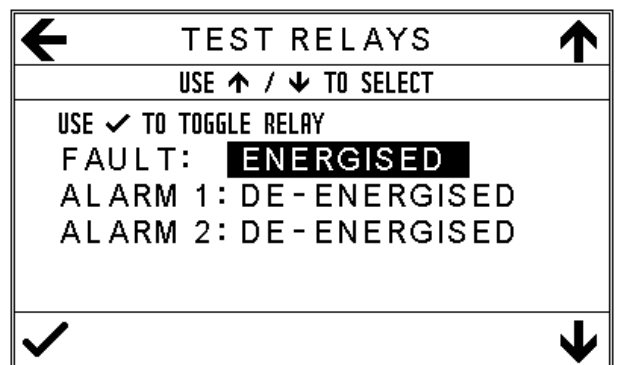 TEST RELAYS
USE ↑ / ↓ TO SELECT
USE ✓ TO TOGGLE RELAY
FAULT: ENERGISED
ALARM 1: DE-ENERGISED
ALARM 2: DE-ENERGISED